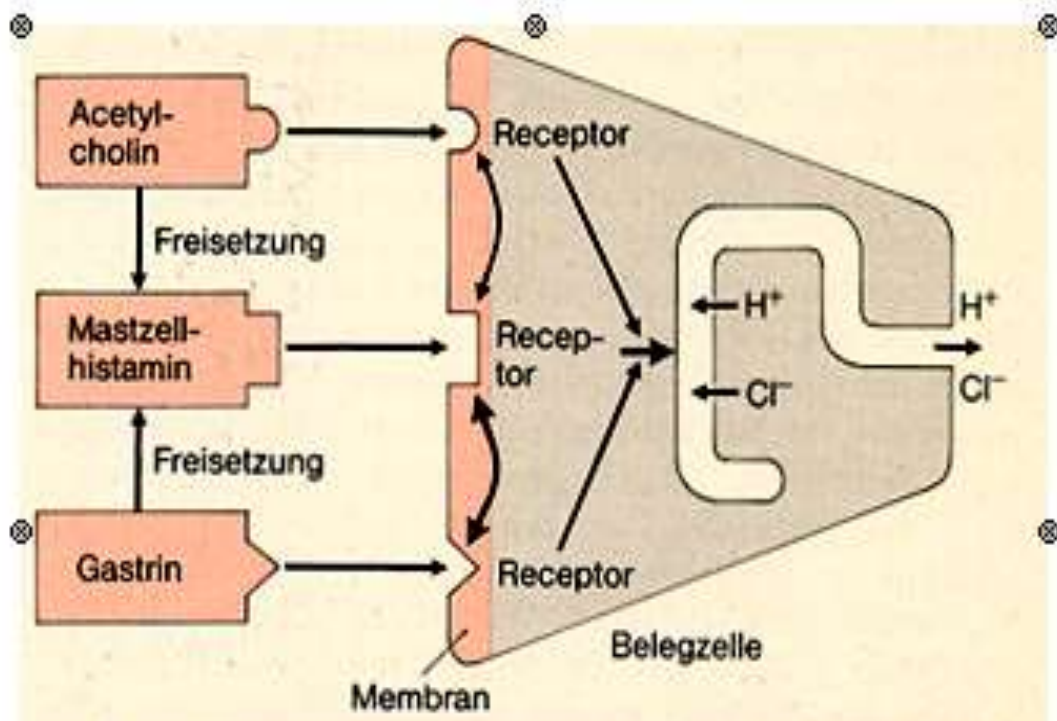 Acetyl-
cholin
Receptor
Freisetzung
Mastzell-
histamin
Recep-
tor
H⁺
Cl⁻
H⁺
Cl⁻
Freisetzung
Gastrin
Receptor
Belegzelle
Membran